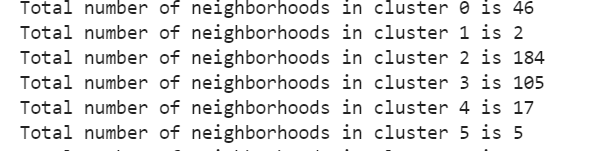 Total number of neighborhoods in cluster 0 is 46
Total number of neighborhoods in cluster 1 is 2
Total number of neighborhoods in cluster 2 is 184
Total number of neighborhoods in cluster 3 is 105
Total number of neighborhoods in cluster 4 is 17
Total number of neighborhoods in cluster 5 is 5